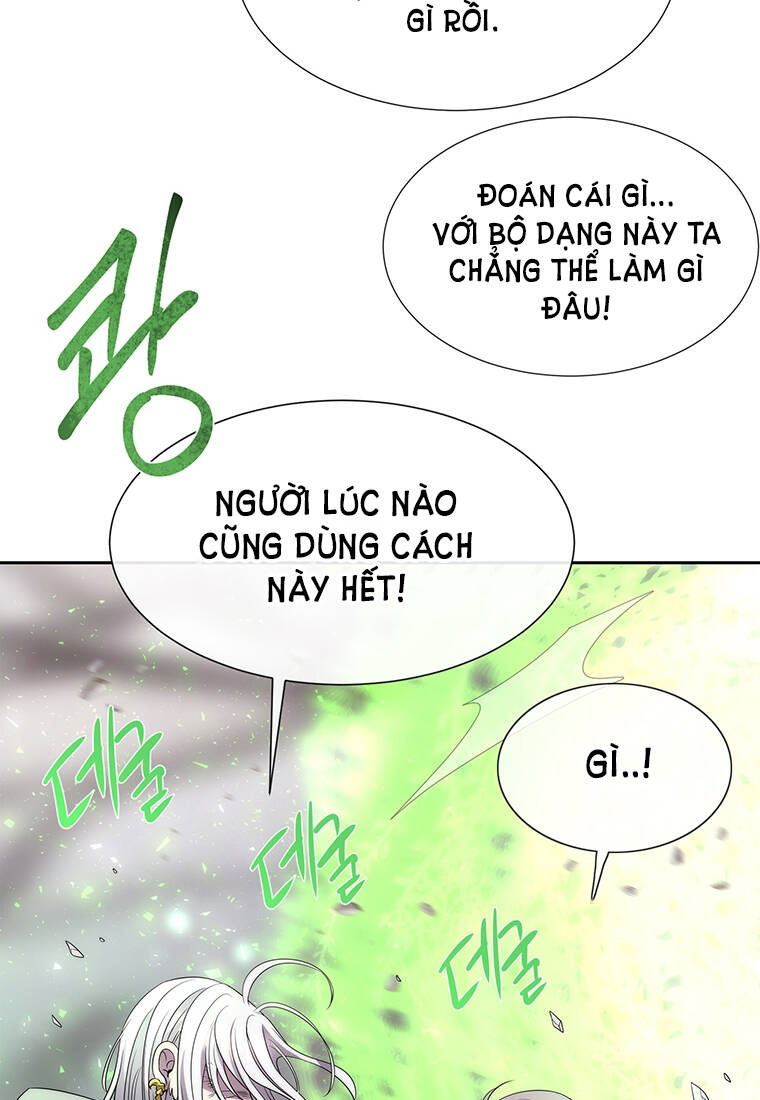 GÌ RỒI.
ĐOÁN CÁI GÌ...
VỚI BỘ DẠNG NÀY TA
CHẲNG THỂ LÀM GÌ
ĐÂU!
쾅
NGƯỜI LÚC NÀO
CŨNG DÙNG CÁCH
NÀY HẾT!
GÌ..!
데굴
데굴
데굴